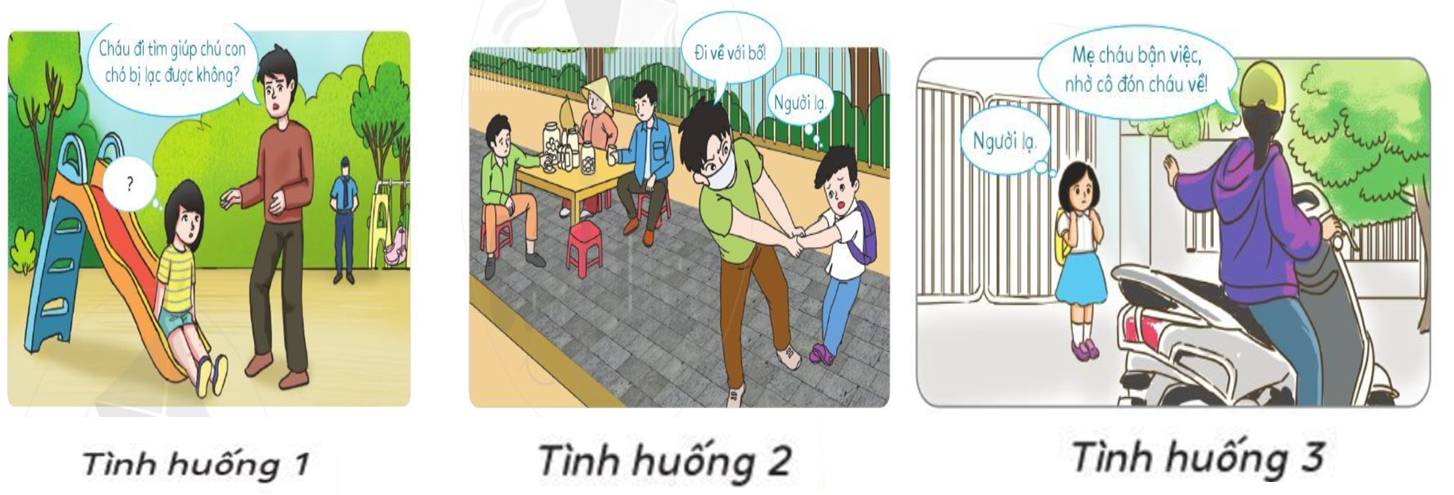 Cháu đi tìm giúp chú con
chó bị lạc được không?
?
Đi về với bố!
Người lạ.
Mẹ cháu bận việc,
nhờ cô đón cháu về!
Người lạ.
Tình huống 1
Tình huống 2
Tình huống 3